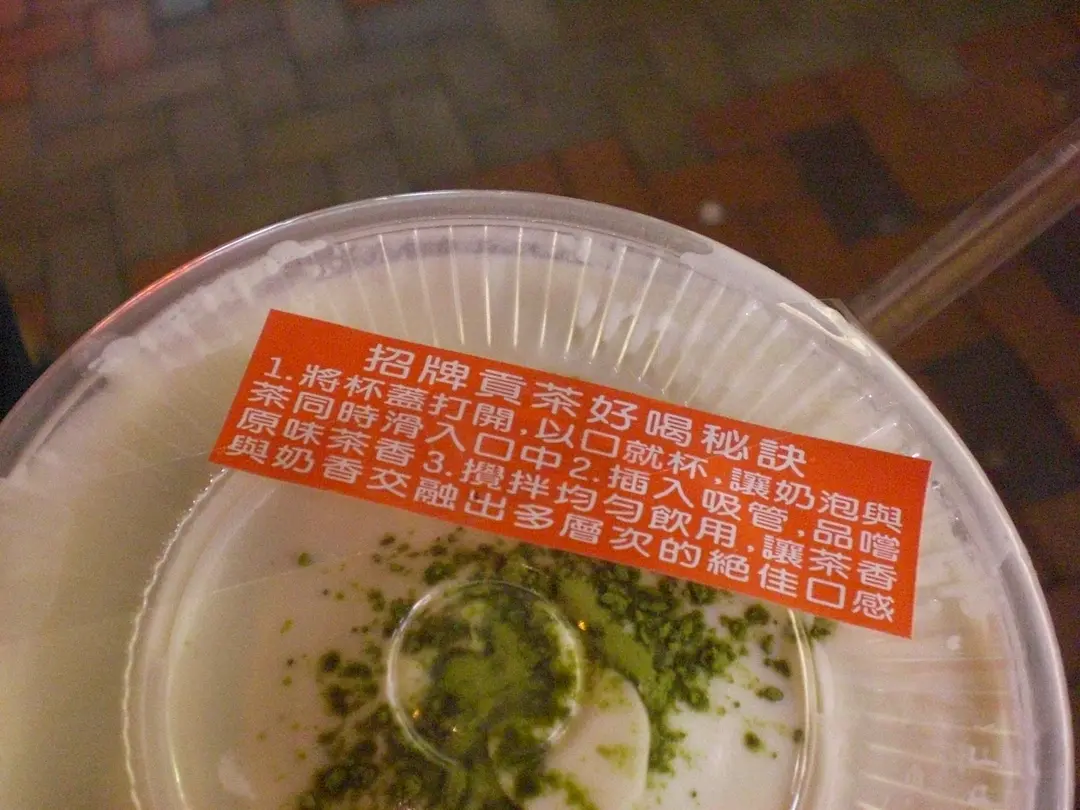 招牌貢茶好喝秘訣
1. 將杯蓋打開,以口就杯,讓奶泡與
茶同時滑入口中2. 插入吸管,品嚐
原味茶香3. 攪拌均勻飲用,讓茶香
與奶香交融出多層次的絕佳口感